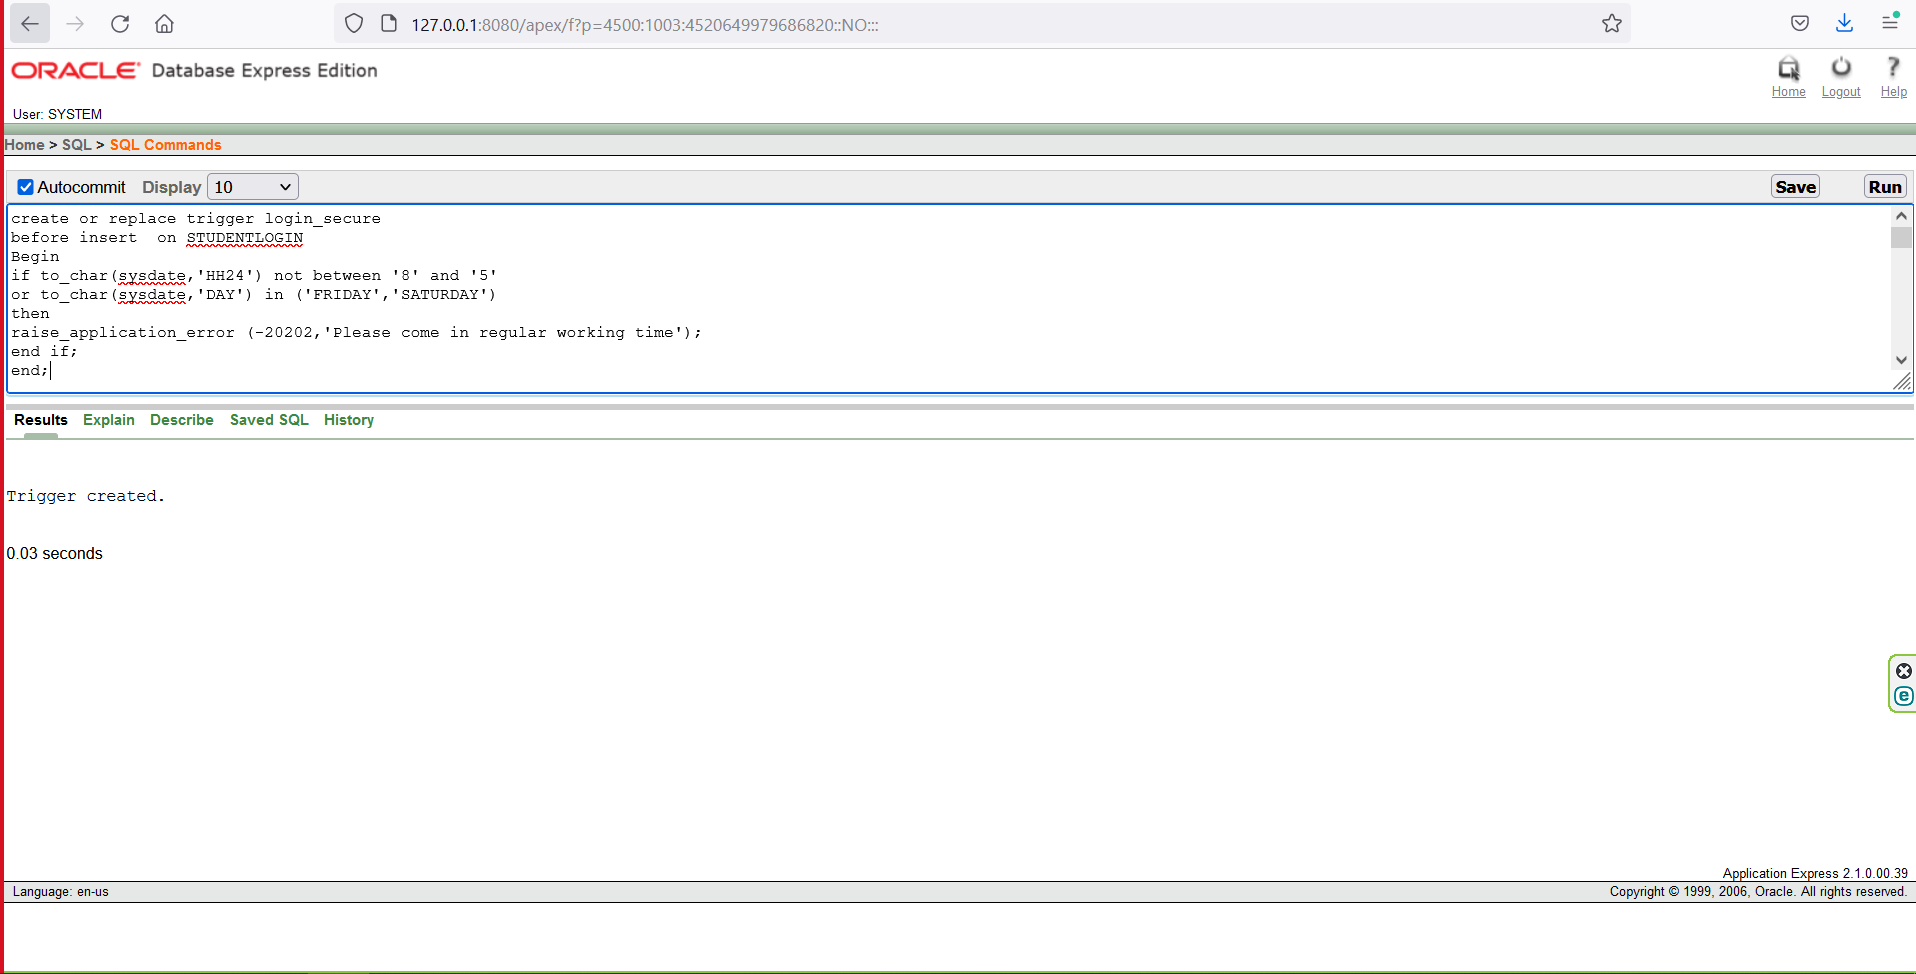 127.0.0.1:8080/apex/f?p=4500:1003:4520649979686820::NO:::
ORACLE® Database Express Edition
Home Logout Help
User: SYSTEM
Home > SQL > SQL Commands
Autocommit Display 10 Save Run
create or replace trigger login_secure
before insert  on STUDENTLOGIN
Begin
if to_char(sysdate,'HH24') not between '8' and '5'
or to_char(sysdate,'DAY') in ('FRIDAY','SATURDAY')
then
raise_application_error (-20202,'Please come in regular working time');
end if;
end;
Results Explain Describe Saved SQL History
Trigger created.
0.03 seconds
Application Express 2.1.0.00.39
Language: en-us Copyright © 1999, 2006, Oracle. All rights reserved.